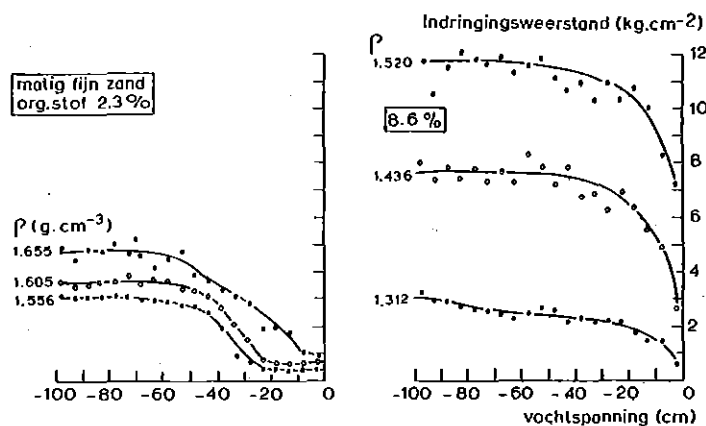 Indringingsweerstand (kg.cm-2)
matig fijn zand
org.stof 2.3%
ρ (g.cm-3)
1.655
1.605
1.556
-100 -80 -60 -40 -20 0
ρ
1.520
8.6 %
1.436
1.312
12
10
8
6
4
2
-100 -80 -60 -40 -20 0
vochtspanning (cm)